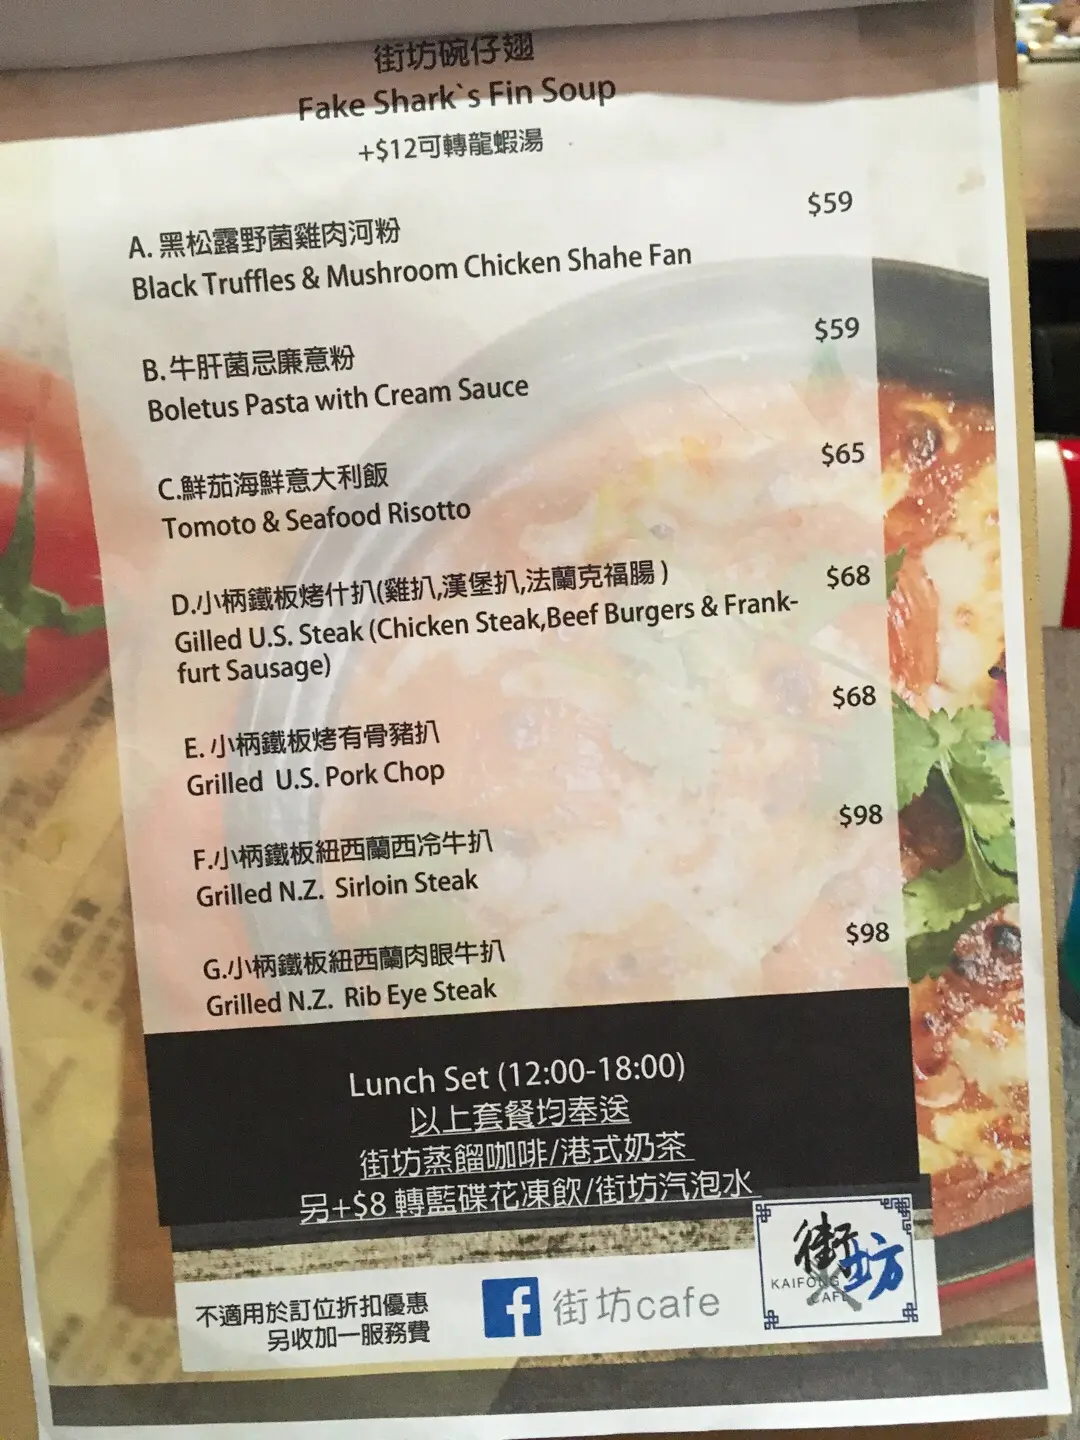 街坊碗仔翅
Fake Shark`s Fin Soup
+$12可轉龍蝦湯
$59
A. 黑松露野菌雞肉河粉
Black Truffles & Mushroom Chicken Shahe Fan
$59
B.牛肝菌忌廉意粉
Boletus Pasta with Cream Sauce
$65
C.鮮茄海鮮意大利飯
Tomoto & Seafood Risotto
D.小柄鐵板烤什扒(雞扒,漢堡扒,法蘭克福腸 ) $68
Gilled U.S. Steak (Chicken Steak,Beef Burgers & Frank-
furt Sausage)
$68
E. 小柄鐵板烤有骨豬扒
Grilled U.S. Pork Chop
$98
F.小柄鐵板紐西蘭西冷牛扒
Grilled N.Z. Sirloin Steak
$98
G.小柄鐵板紐西蘭肉眼牛扒
Grilled N.Z. Rib Eye Steak
Lunch Set (12:00-18:00)
以上套餐均奉送
街坊蒸餾咖啡/港式奶茶
另+$8 轉藍碟花凍飲/街坊汽泡水
不適用於訂位折扣優惠
另收加一服務費
f 街坊cafe
街坊
KAIFONG
CAFE